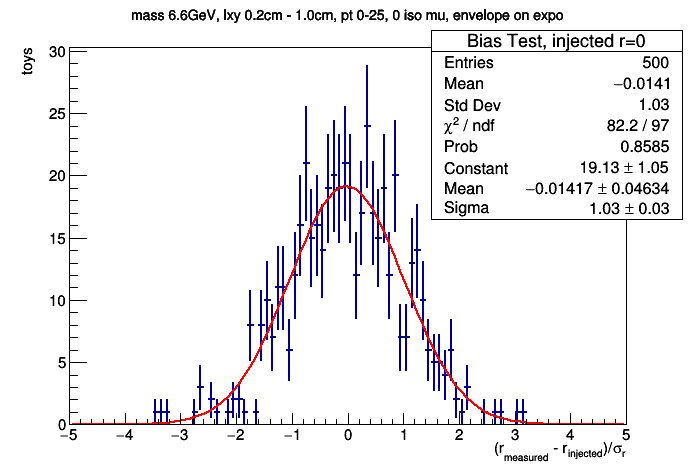 mass 6.6GeV, lxy 0.2cm - 1.0cm, pt 0-25, 0 iso mu, envelope on expo
Bias Test, injected r=0
Entries 500
Mean −0.0141
Std Dev 1.03
χ² / ndf 82.2 / 97
Prob 0.8585
Constant 19.13 ± 1.05
Mean −0.01417 ± 0.04634
Sigma 1.03 ± 0.03
toys
30
25
20
15
10
5
0
−5 −4 −3 −2 −1 0 1 2 3 4 5
(r_measured - r_injected)/σ_r